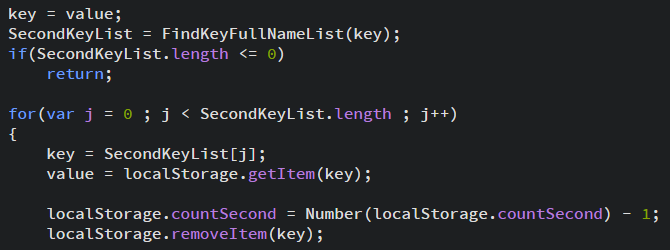 key = value;
SecondKeyList = FindKeyFullNameList(key);
if(SecondKeyList.length <= 0)
    return;

for(var j = 0 ; j < SecondKeyList.length ; j++)
{
    key = SecondKeyList[j];
    value = localStorage.getItem(key);

    localStorage.countSecond = Number(localStorage.countSecond) - 1;
    localStorage.removeItem(key);